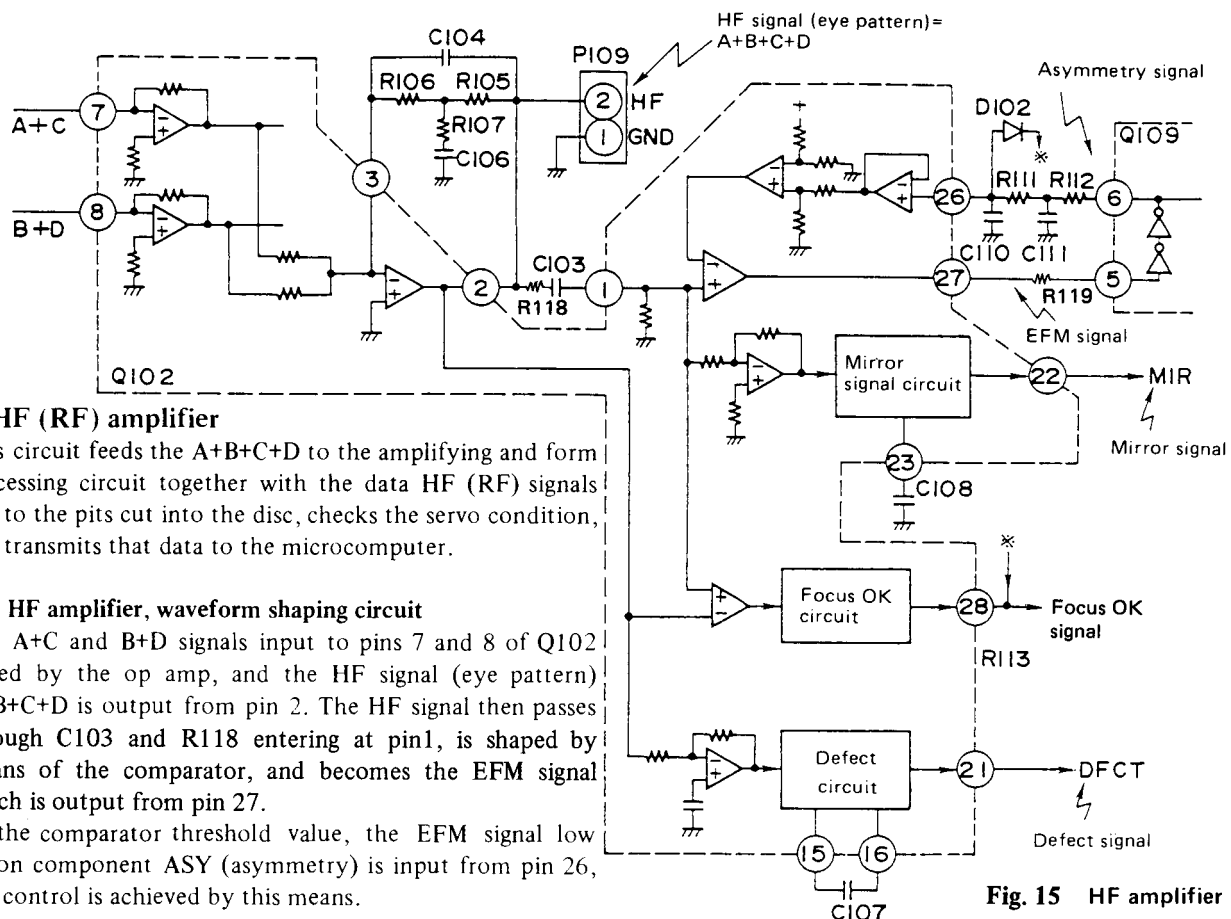 HF signal (eye pattern)=
A+B+C+D
C104
P109
R106
R105
2
HF
Asymmetry signal
R107
1
GND
D102
※
Q109
C106
7
A+C
3
26
R111
R112
6
8
B+D
C110
C111
C103
2
1
27
5
R118
R119
EFM signal
Q102
Mirror
signal circuit
22
MIR
Mirror signal
23
C108
HF (RF) amplifier
s circuit feeds the A+B+C+D to the amplifying and form
cessing circuit together with the data HF (RF) signals
to the pits cut into the disc, checks the servo condition,
transmits that data to the microcomputer.
※
HF amplifier, waveform shaping circuit
Focus OK
circuit
28
Focus OK
signal
R113
A+C and B+D signals input to pins 7 and 8 of Q102
ed by the op amp, and the HF signal (eye pattern)
B+C+D is output from pin 2. The HF signal then passes
ough C103 and R118 entering at pin1, is shaped by
ans of the comparator, and becomes the EFM signal
ch is output from pin 27.
the comparator threshold value, the EFM signal low
on component ASY (asymmetry) is input from pin 26,
control is achieved by this means.
Defect
circuit
21
DFCT
Defect signal
15
16
C107
Fig. 15 HF amplifier